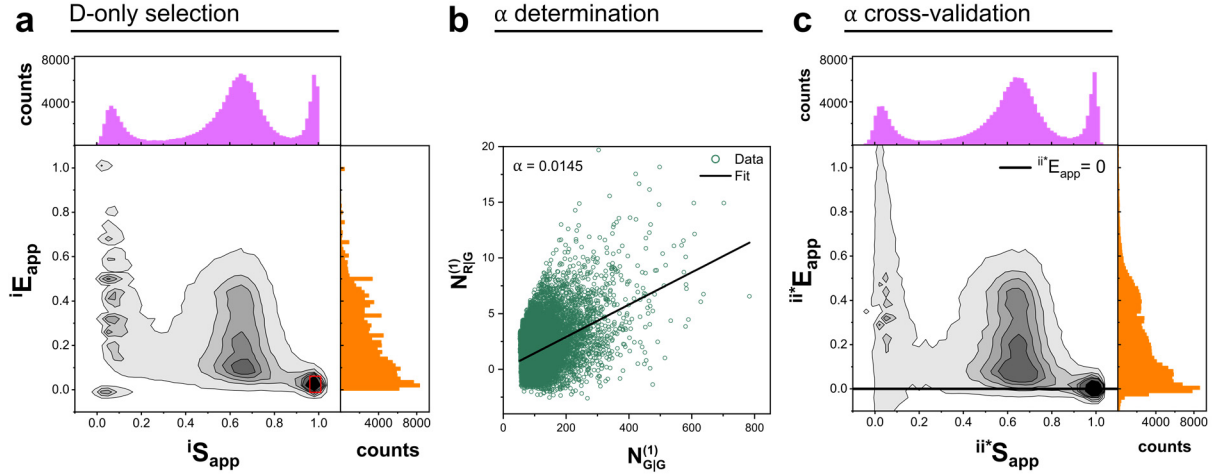 a
D-only selection
8000
4000
counts
1.0
0.8
0.6
0.4
0.2
0.0
iEapp
0.0 0.2 0.4 0.6 0.8 1.0
iSapp
4000 8000
counts
b
α determination
α = 0.0145
Data
Fit
20
15
10
5
0
N(1)R|G
0 200 400 600 800
N(1)G|G
c
α cross-validation
8000
4000
counts
ii*Eapp= 0
1.0
0.8
0.6
0.4
0.2
0.0
ii*Eapp
0.0 0.2 0.4 0.6 0.8 1.0
ii*Sapp
0 4000 8000
counts